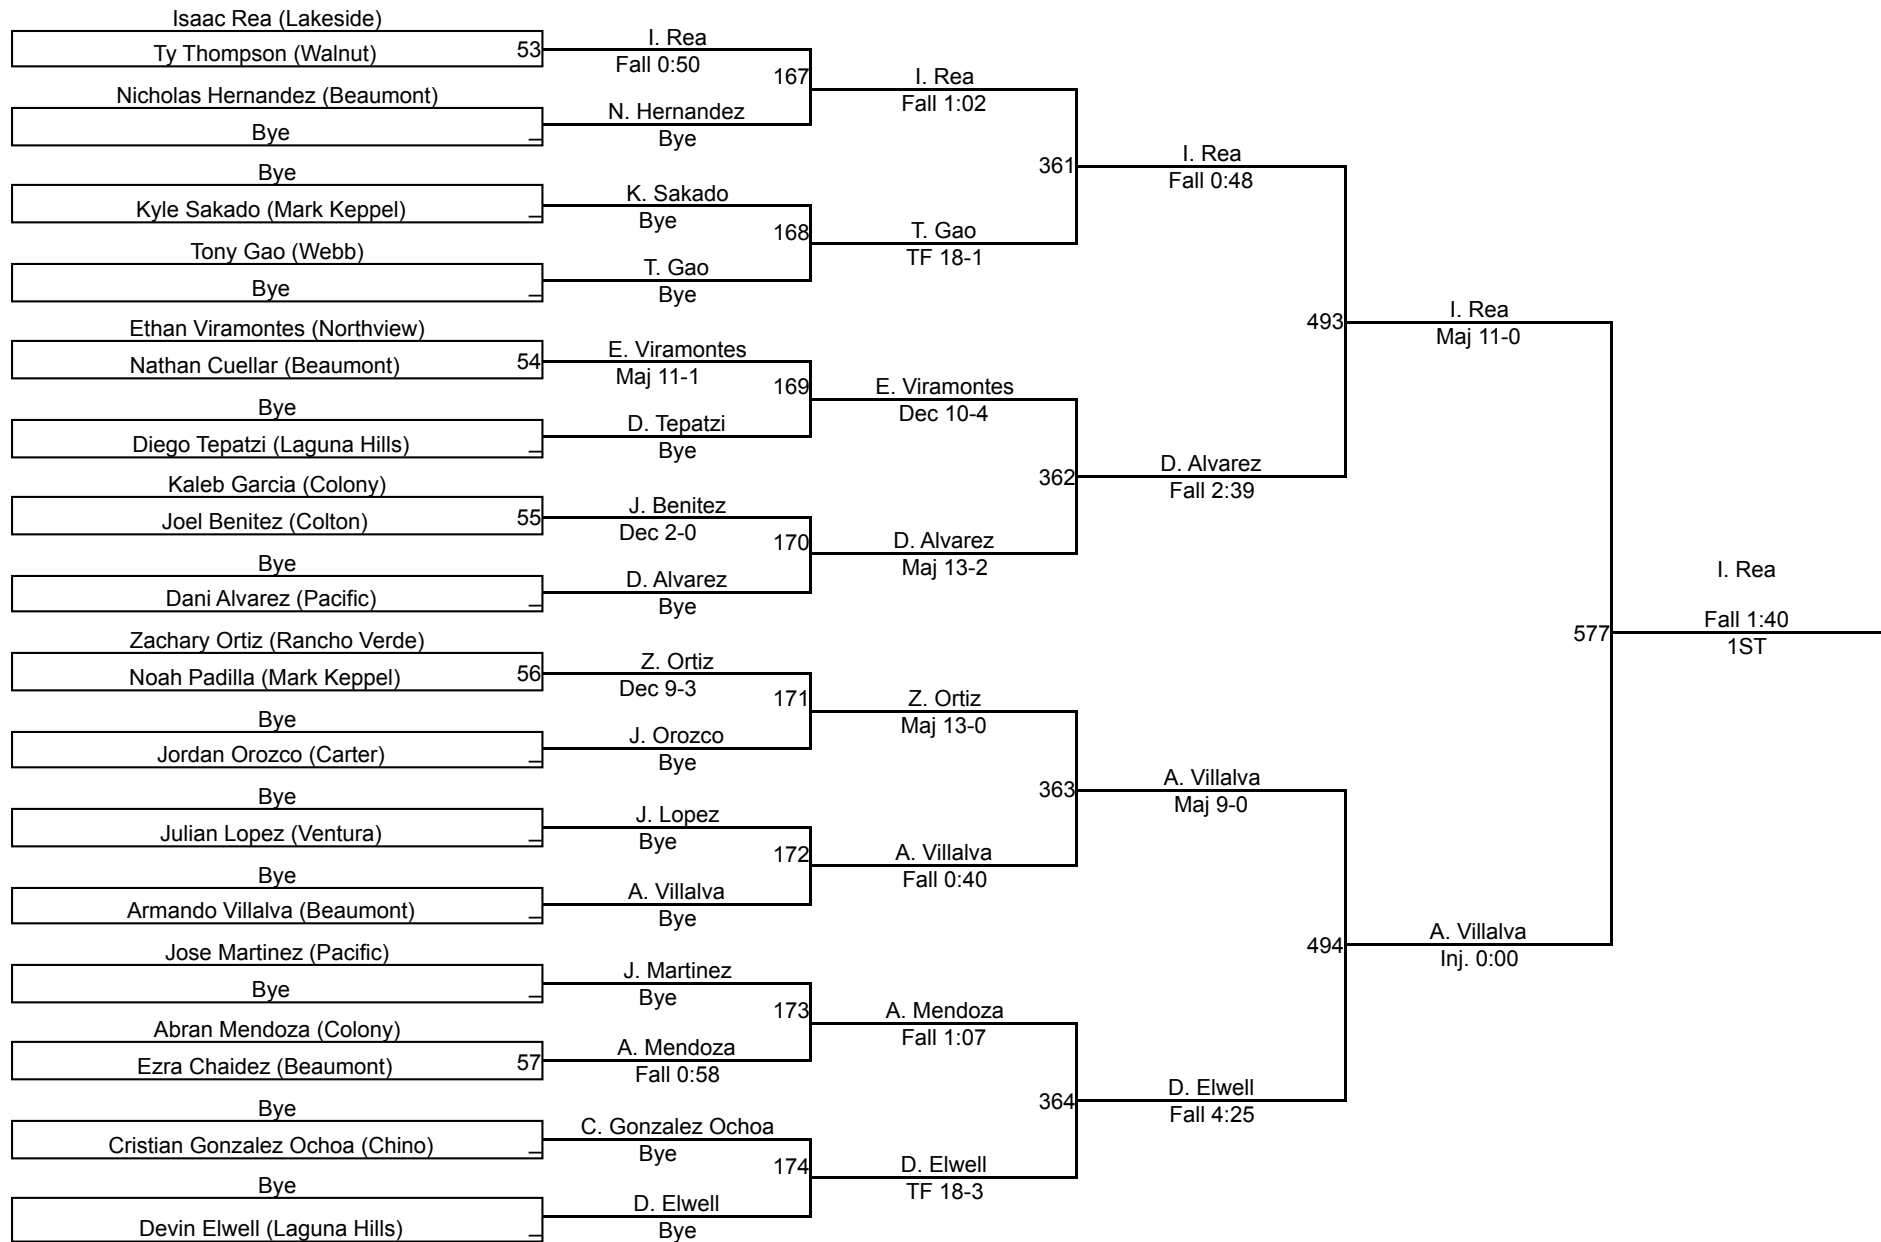 Isaac Rea (Lakeside)
Ty Thompson (Walnut) 53
Nicholas Hernandez (Beaumont)
Bye _
Bye
Kyle Sakado (Mark Keppel) _
Tony Gao (Webb)
Bye _
Ethan Viramontes (Northview)
Nathan Cuellar (Beaumont) 54
Bye
Diego Tepatzi (Laguna Hills) _
Kaleb Garcia (Colony)
Joel Benitez (Colton) 55
Bye
Dani Alvarez (Pacific) _
Zachary Ortiz (Rancho Verde)
Noah Padilla (Mark Keppel) 56
Bye
Jordan Orozco (Carter) _
Bye
Julian Lopez (Ventura) _
Bye
Armando Villalva (Beaumont) _
Jose Martinez (Pacific)
Bye _
Abran Mendoza (Colony)
Ezra Chaidez (Beaumont) 57
Bye
Cristian Gonzalez Ochoa (Chino) _
Bye
Devin Elwell (Laguna Hills) _
I. Rea
Fall 0:50
167
N. Hernandez
Bye
K. Sakado
Bye
168
T. Gao
Bye
E. Viramontes
Maj 11-1
169
D. Tepatzi
Bye
J. Benitez
Dec 2-0
170
D. Alvarez
Bye
Z. Ortiz
Dec 9-3
171
J. Orozco
Bye
J. Lopez
Bye
172
A. Villalva
Bye
J. Martinez
Bye
173
A. Mendoza
Fall 0:58
C. Gonzalez Ochoa
Bye
174
D. Elwell
Bye
I. Rea
Fall 1:02
361
T. Gao
TF 18-1
E. Viramontes
Dec 10-4
362
D. Alvarez
Maj 13-2
Z. Ortiz
Maj 13-0
363
A. Villalva
Fall 0:40
A. Mendoza
Fall 1:07
364
D. Elwell
TF 18-3
I. Rea
Fall 0:48
493
D. Alvarez
Fall 2:39
A. Villalva
Maj 9-0
494
D. Elwell
Fall 4:25
I. Rea
Maj 11-0
577
A. Villalva
Inj. 0:00
I. Rea
Fall 1:40
1ST